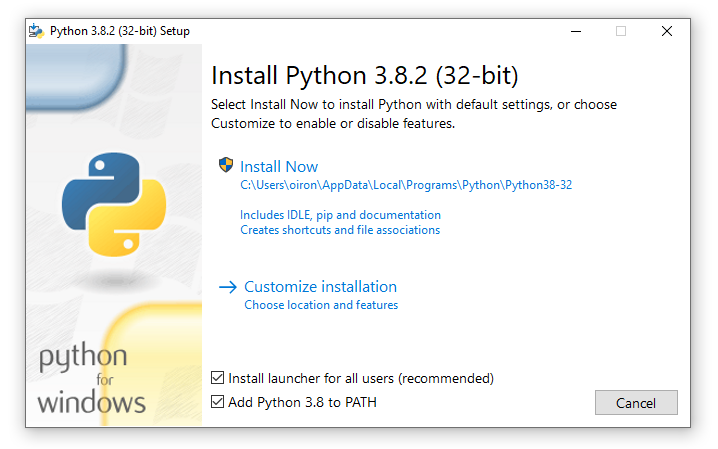 Python 3.8.2 (32-bit) Setup
Install Python 3.8.2 (32-bit)
Select Install Now to install Python with default settings, or choose
Customize to enable or disable features.
Install Now
C:\Users\oiron\AppData\Local\Programs\Python\Python38-32
Includes IDLE, pip and documentation
Creates shortcuts and file associations
Customize installation
Choose location and features
Install launcher for all users (recommended)
Add Python 3.8 to PATH
Cancel
python
for
windows